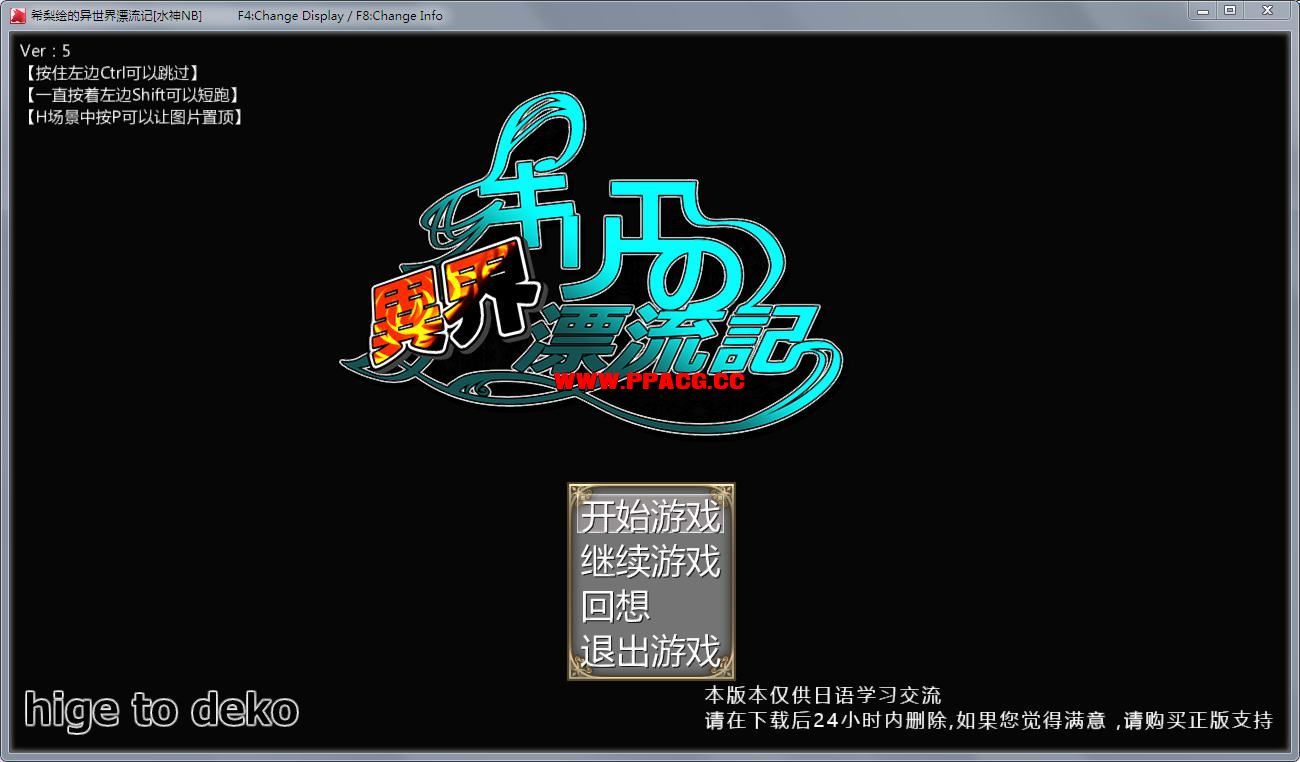 希梨绘的异世界漂流记[水神NB] F4:Change Display / F8:Change Info
Ver : 5
【按住左边Ctrl可以跳过】
【一直按着左边Shift可以短跑】
【H场景中按P可以让图片置顶】
キリエの
異界
漂流記
WWW.PPACG.CC
开始游戏
继续游戏
回想
退出游戏
hige to deko
本版本仅供日语学习交流
请在下载后24小时内删除,如果您觉得满意 ,请购买正版支持